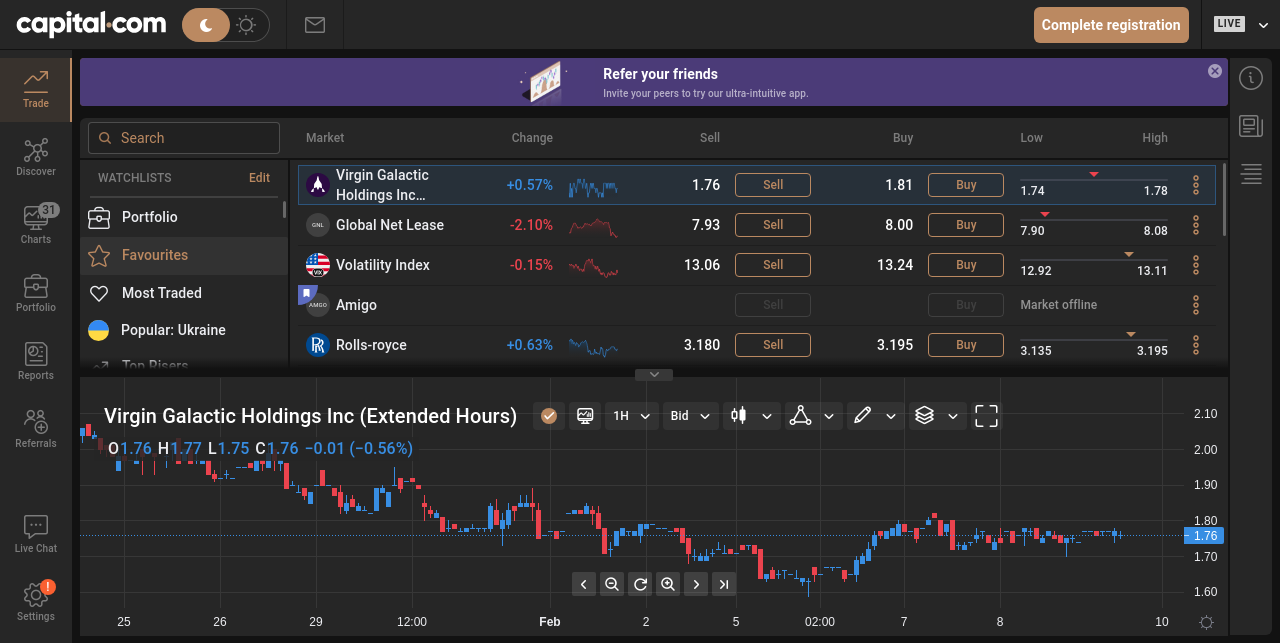 capital.com
Complete registration
LIVE
Trade
Discover
31
Charts
Portfolio
Reports
Referrals
Live Chat
!
Settings
Refer your friends
Invite your peers to try our ultra-intuitive app.
Search
WATCHLISTS Edit
Portfolio
Favourites
Most Traded
Popular: Ukraine
Top Risers
Market Change Sell Buy Low High
Virgin Galactic
Holdings Inc... +0.57% 1.76 Sell 1.81 Buy 1.74 1.78
GNL Global Net Lease -2.10% 7.93 Sell 8.00 Buy 7.90 8.08
VIX Volatility Index -0.15% 13.06 Sell 13.24 Buy 12.92 13.11
AMGO Amigo Sell Buy Market offline
Rolls-royce +0.63% 3.180 Sell 3.195 Buy 3.135 3.195
Virgin Galactic Holdings Inc (Extended Hours) 1H Bid
O1.76 H1.77 L1.75 C1.76 −0.01 (−0.56%)
2.10
2.00
1.90
1.80
1.76
1.70
1.60
25 26 29 12:00 Feb 2 5 02:00 7 8 10